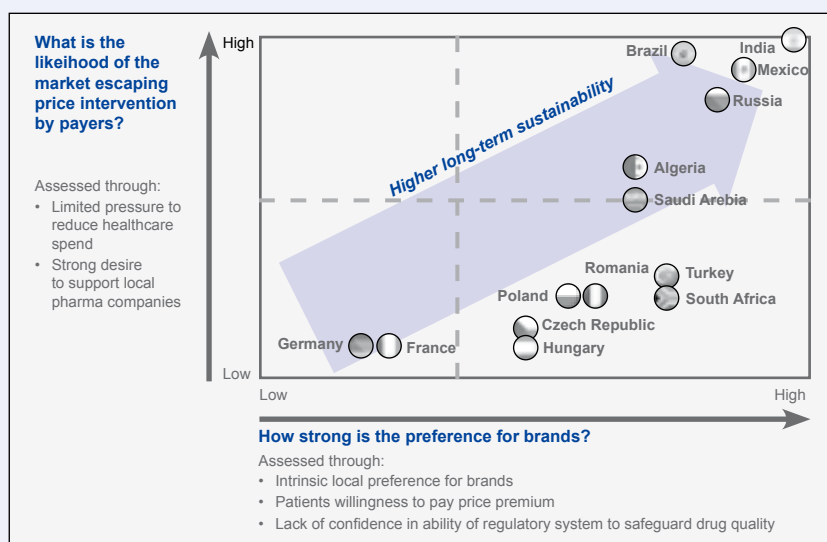 What is the
likeihood of the
market escaping
price intervention
by payers?
Assessed through:
• Limited pressure to
reduce healthcare
spend
• Strong desire
to support local
pharma companies
High
Low
Brazil
India
Mexico
Russia
Higher long-term sustainability
Algeria
Saudi Arebia
Romania
Turkey
Poland
South Africa
Czech Republic
Germany
France
Hungary
Low
High
How strong is the preference for brands?
Assessed through:
• Intrinsic local preference for brands
• Patients willingness to pay price premium
• Lack of confidence in ability of regulatory system to safeguard drug quality